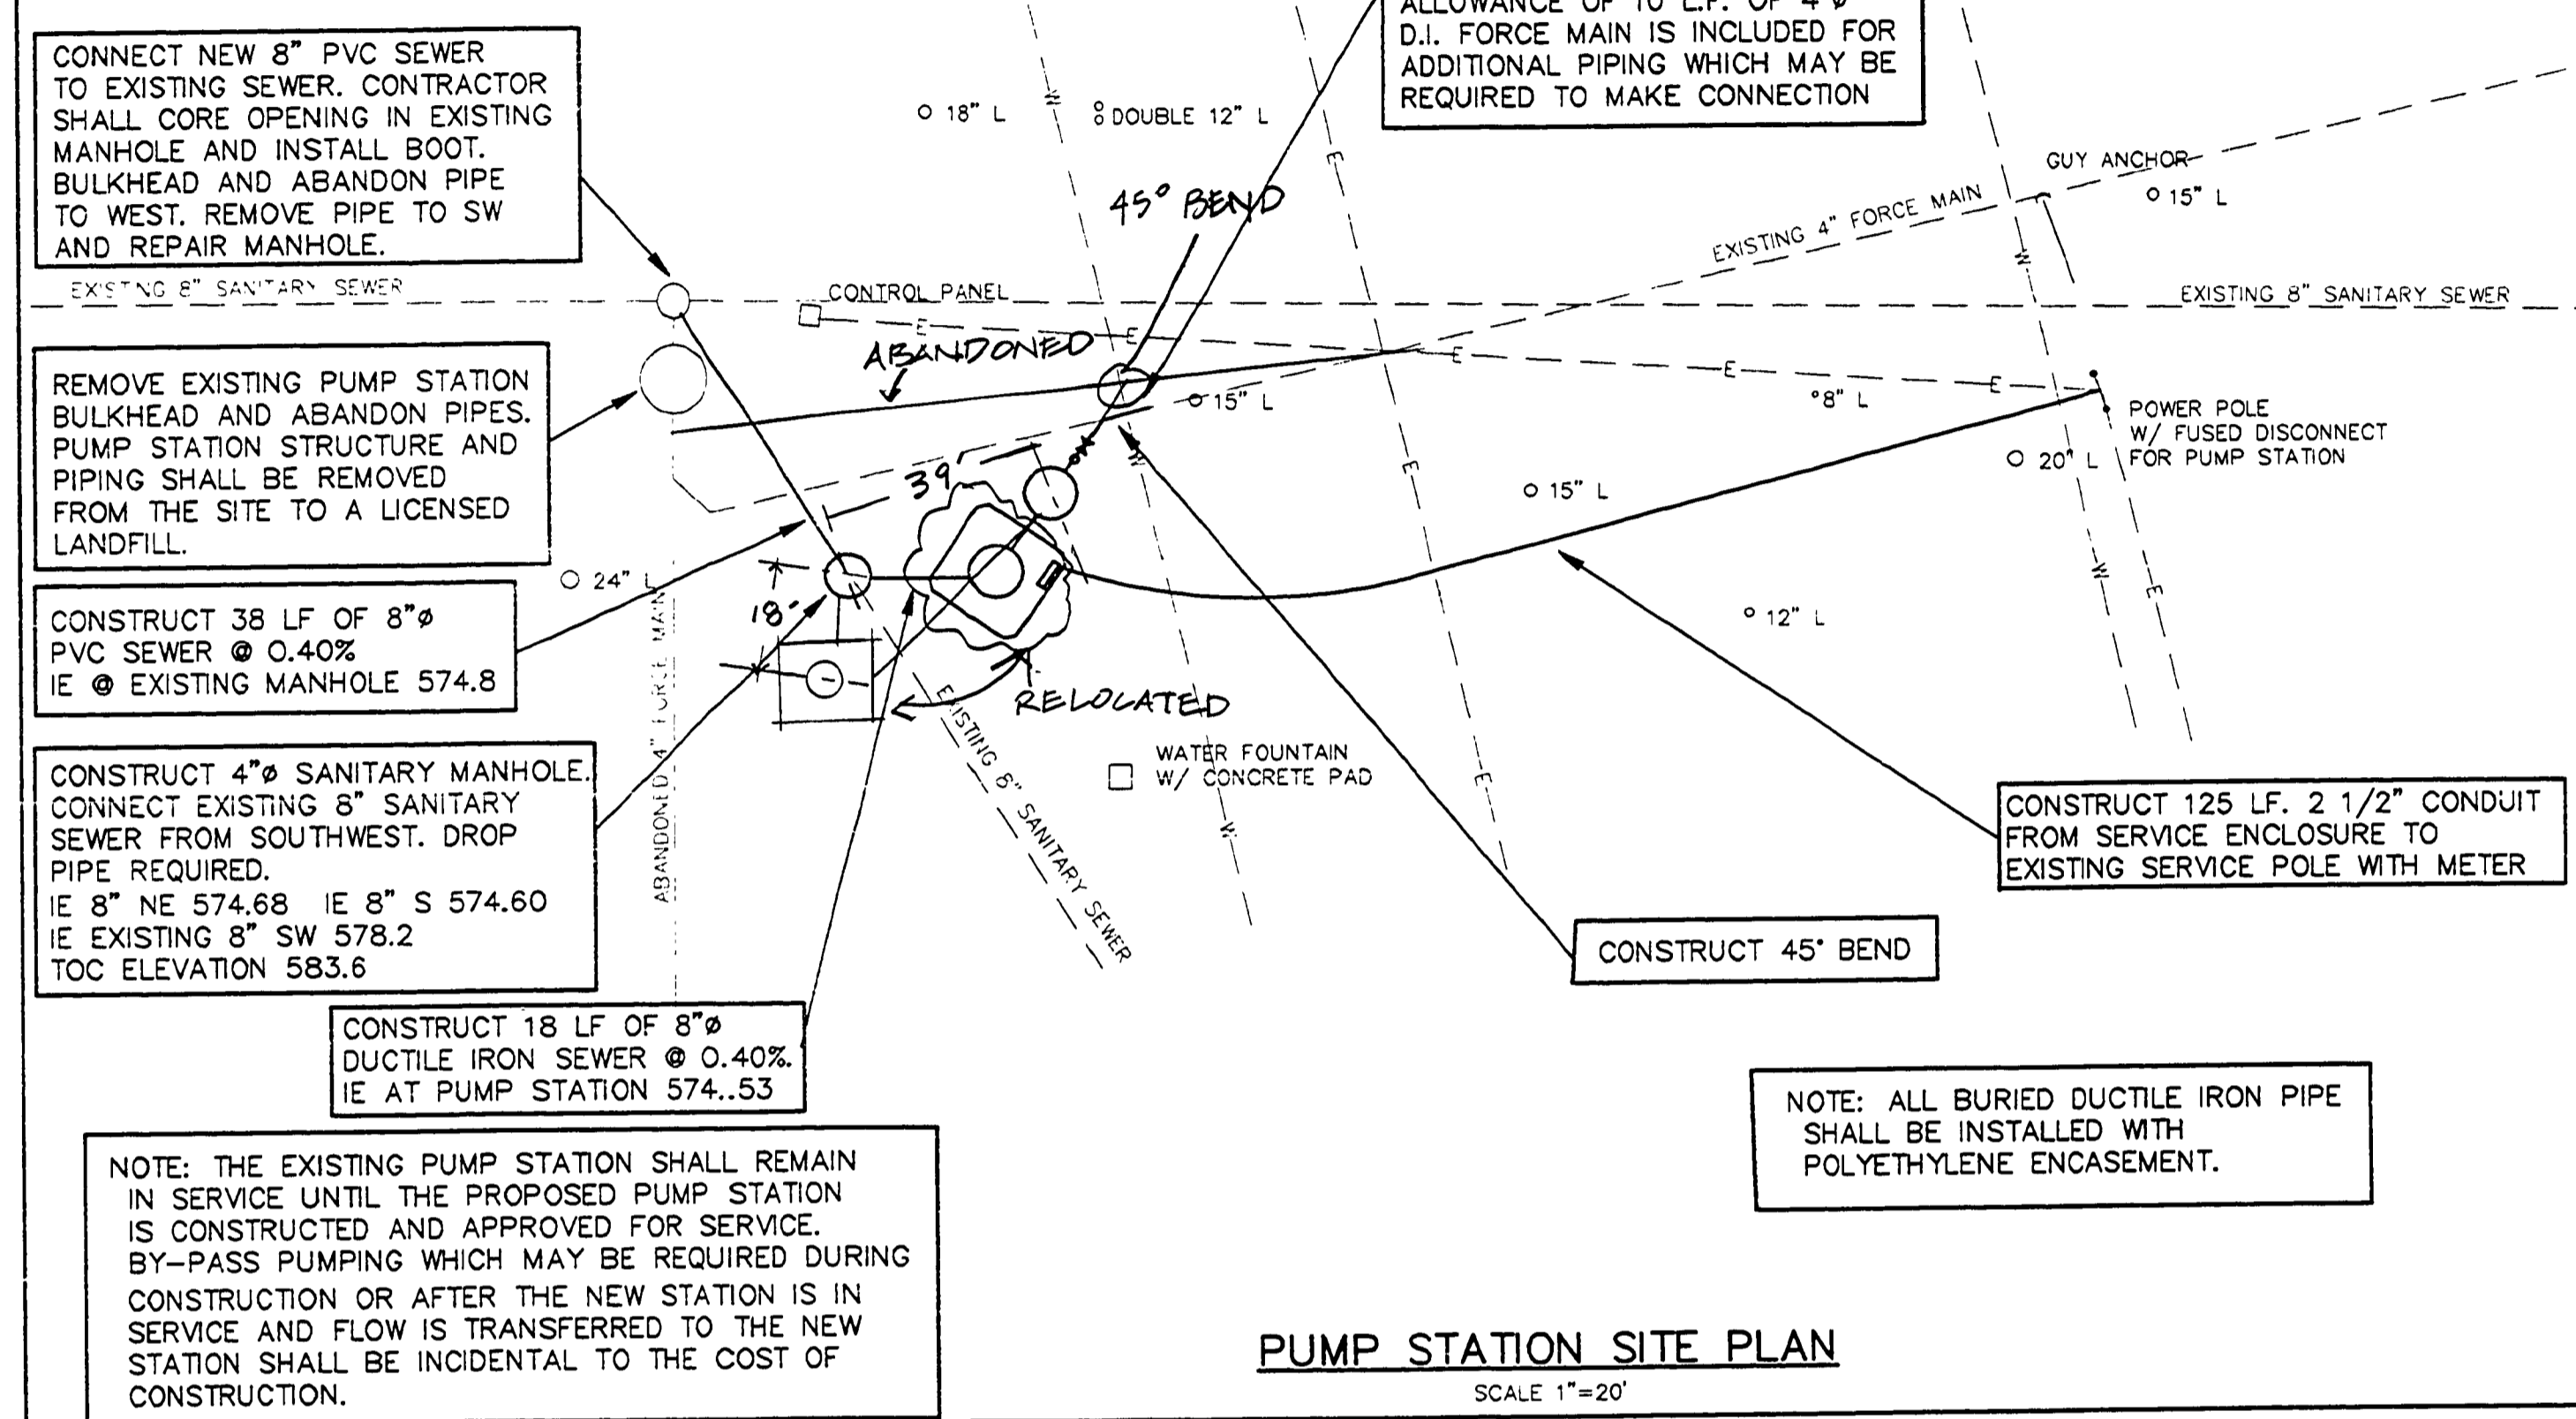 CONNECT NEW 8" PVC SEWER
TO EXISTING SEWER. CONTRACTOR
SHALL CORE OPENING IN EXISTING
MANHOLE AND INSTALL BOOT.
BULKHEAD AND ABANDON PIPE
TO WEST. REMOVE PIPE TO SW
AND REPAIR MANHOLE.
ALLOWANCE OF 10 L.F. OF 4"ø
D.I. FORCE MAIN IS INCLUDED FOR
ADDITIONAL PIPING WHICH MAY BE
REQUIRED TO MAKE CONNECTION
18" L
DOUBLE 12" L
W
E
GUY ANCHOR
15" L
45° BEND
EXISTING 4" FORCE MAIN
W
EXISTING 8" SANITARY SEWER
CONTROL PANEL
EXISTING 8" SANITARY SEWER
E
E
E
E
E
ABANDONED
REMOVE EXISTING PUMP STATION
BULKHEAD AND ABANDON PIPES.
PUMP STATION STRUCTURE AND
PIPING SHALL BE REMOVED
FROM THE SITE TO A LICENSED
LANDFILL.
15" L
8" L
POWER POLE
W/ FUSED DISCONNECT
FOR PUMP STATION
20" L
39'
W
E
15" L
24" L
18'
W
E
12" L
CONSTRUCT 38 LF OF 8"ø
PVC SEWER @ 0.40%
IE @ EXISTING MANHOLE 574.8
ABANDONED 4" FORCE MAIN
RELOCATED
EXISTING 8" SANITARY SEWER
WATER FOUNTAIN
W/ CONCRETE PAD
E
W
CONSTRUCT 4"ø SANITARY MANHOLE.
CONNECT EXISTING 8" SANITARY
SEWER FROM SOUTHWEST. DROP
PIPE REQUIRED.
IE 8" NE 574.68 IE 8" S 574.60
IE EXISTING 8" SW 578.2
TOC ELEVATION 583.6
CONSTRUCT 125 LF. 2 1/2" CONDUIT
FROM SERVICE ENCLOSURE TO
EXISTING SERVICE POLE WITH METER
CONSTRUCT 45° BEND
CONSTRUCT 18 LF OF 8"ø
DUCTILE IRON SEWER @ 0.40%.
IE AT PUMP STATION 574..53
NOTE: ALL BURIED DUCTILE IRON PIPE
SHALL BE INSTALLED WITH
POLYETHYLENE ENCASEMENT.
NOTE: THE EXISTING PUMP STATION SHALL REMAIN
IN SERVICE UNTIL THE PROPOSED PUMP STATION
IS CONSTRUCTED AND APPROVED FOR SERVICE.
BY-PASS PUMPING WHICH MAY BE REQUIRED DURING
CONSTRUCTION OR AFTER THE NEW STATION IS IN
SERVICE AND FLOW IS TRANSFERRED TO THE NEW
STATION SHALL BE INCIDENTAL TO THE COST OF
CONSTRUCTION.
PUMP STATION SITE PLAN
SCALE 1"=20'